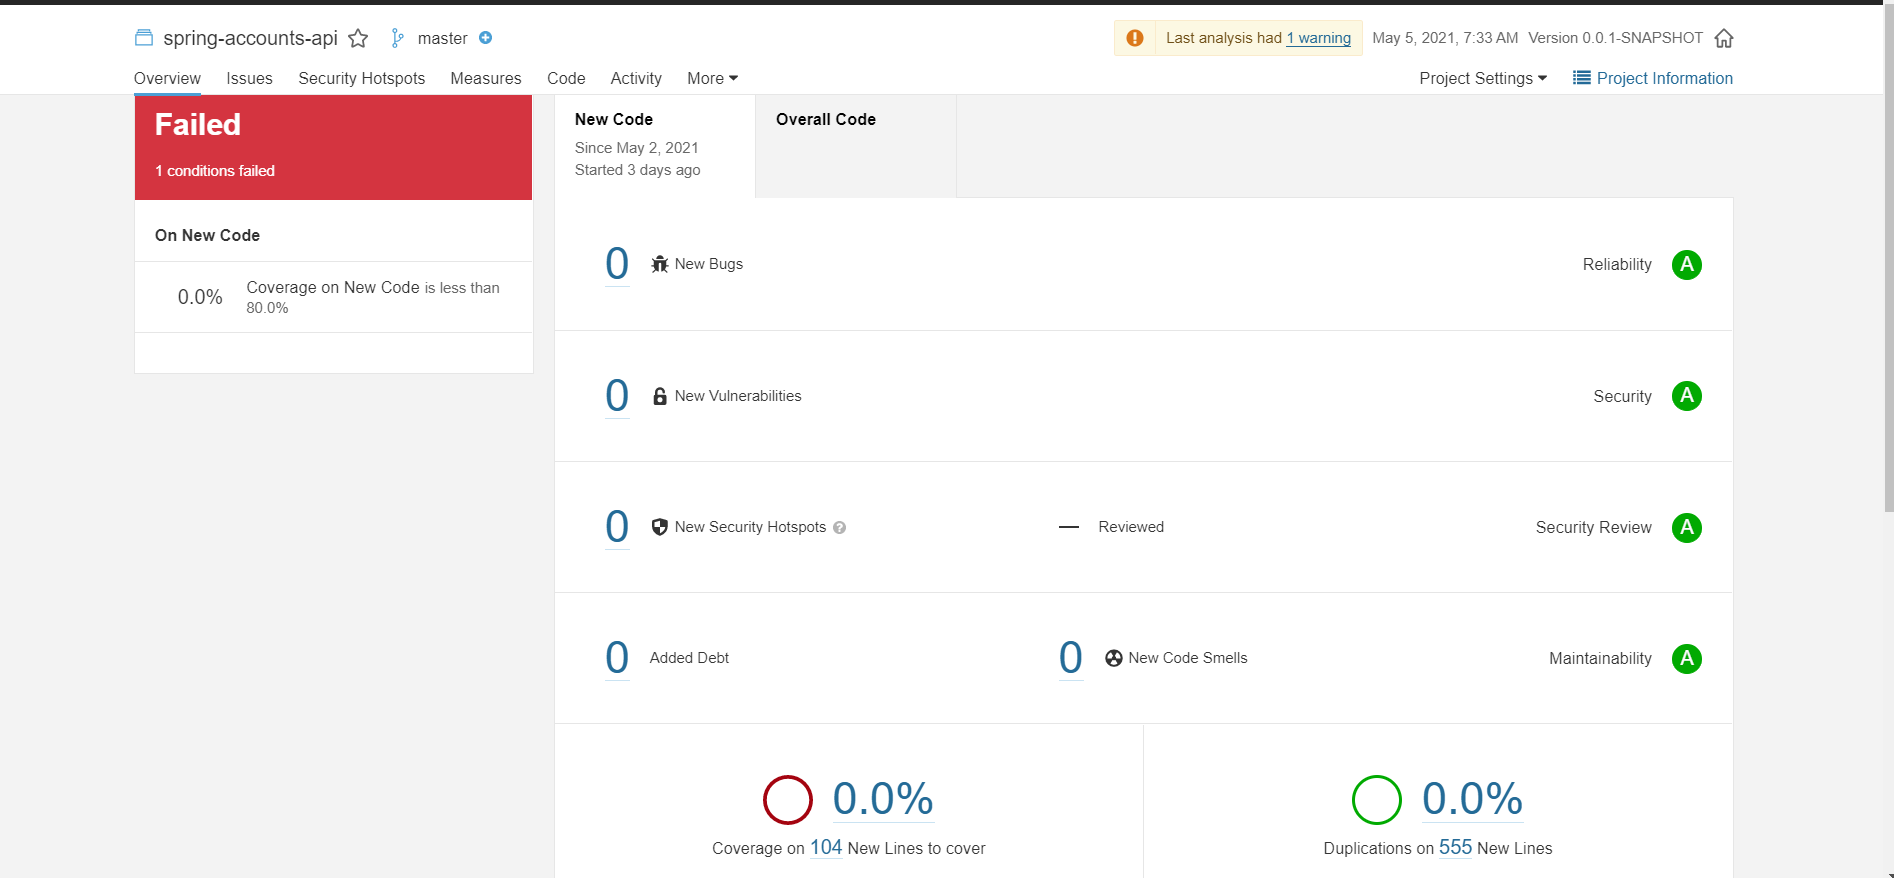 spring-accounts-api master Last analysis had 1 warning May 5, 2021, 7:33 AM Version 0.0.1-SNAPSHOT
Overview Issues Security Hotspots Measures Code Activity More Project Settings Project Information
Failed
1 conditions failed
On New Code
0.0% Coverage on New Code is less than
80.0%
New Code
Since May 2, 2021
Started 3 days ago
Overall Code
0 New Bugs Reliability A
0 New Vulnerabilities Security A
0 New Security Hotspots ? Reviewed Security Review A
0 Added Debt 0 New Code Smells Maintainability A
0.0%
Coverage on 104 New Lines to cover
0.0%
Duplications on 555 New Lines